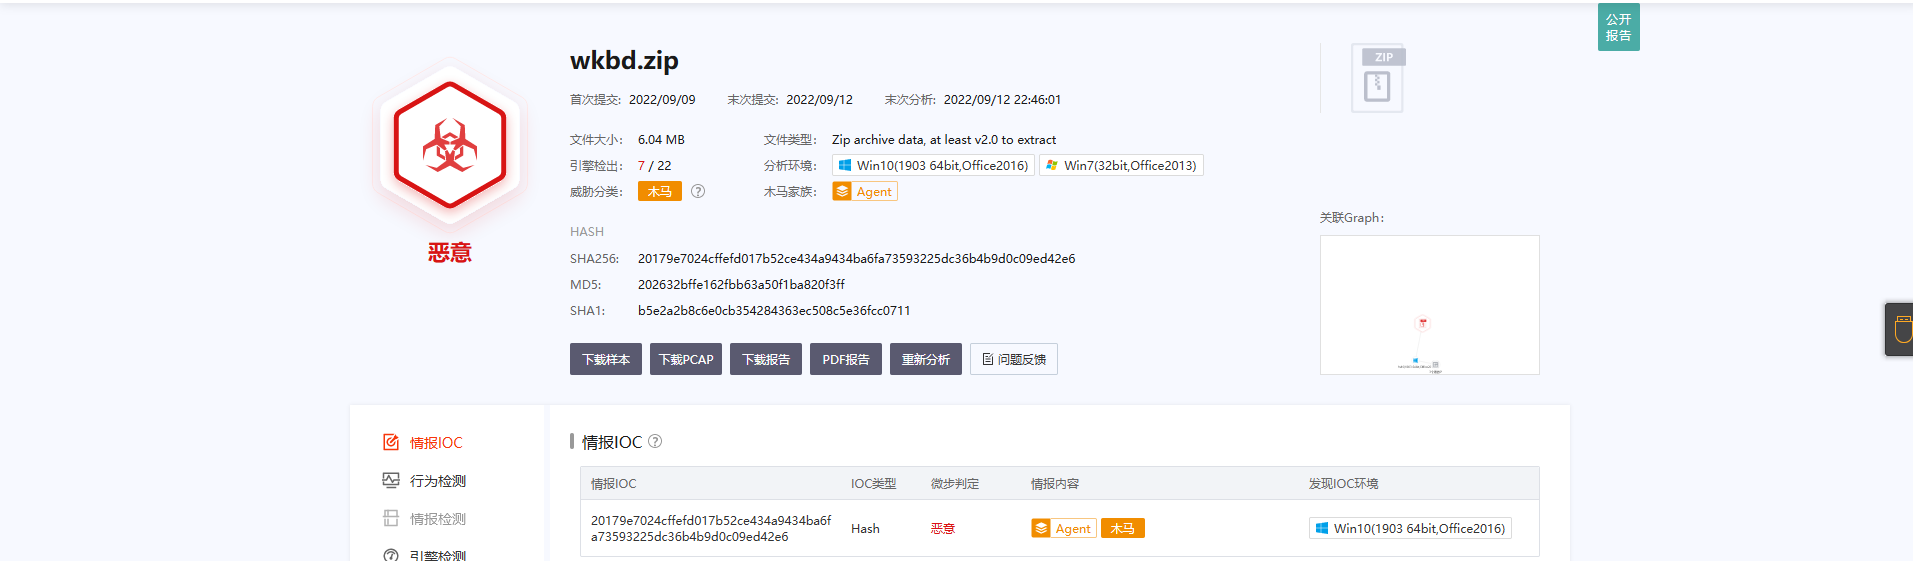 公开
报告
wkbd.zip
ZIP
首次提交: 2022/09/09 末次提交: 2022/09/12 末次分析: 2022/09/12 22:46:01
文件大小: 6.04 MB 文件类型: Zip archive data, at least v2.0 to extract
引擎检出: 7 / 22 分析环境: Win10(1903 64bit,Office2016) Win7(32bit,Office2013)
威胁分类: 木马 ? 木马家族: Agent
恶意
关联Graph:
HASH
SHA256: 20179e7024cffefd017b52ce434a9434ba6fa73593225dc36b4b9d0c09ed42e6
MD5: 202632bffe162fbb63a50f1ba820f3ff
SHA1: b5e2a2b8c6e0cb354284363ec508c5e36fcc0711
下载样本 下载PCAP 下载报告 PDF报告 重新分析 问题反馈
情报IOC
行为检测
情报检测
引擎检测
情报IOC ?
情报IOC IOC类型 微步判定 情报内容 发现IOC环境
20179e7024cffefd017b52ce434a9434ba6f
a73593225dc36b4b9d0c09ed42e6
Hash 恶意 Agent 木马 Win10(1903 64bit,Office2016)